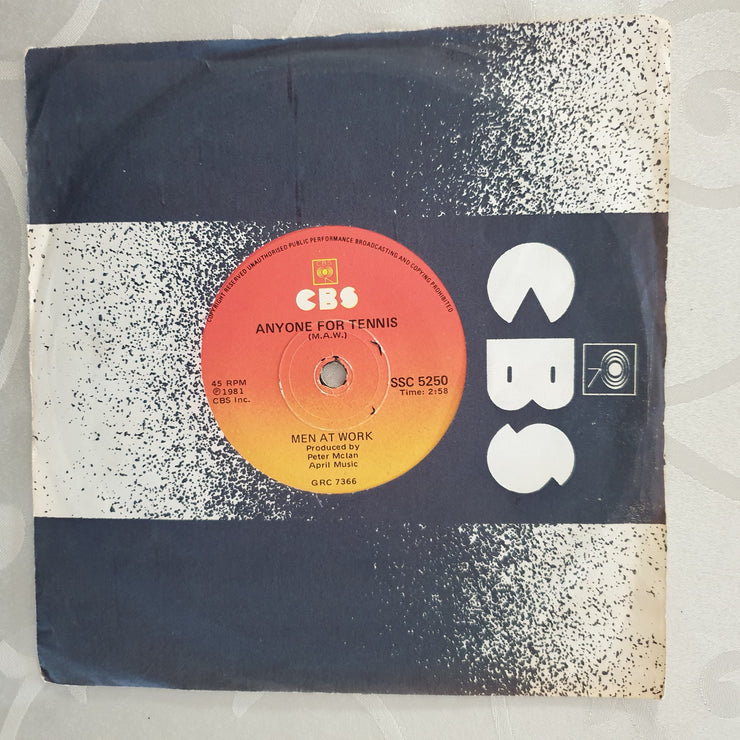 COPYRIGHT RESERVED UNAUTHORISED PUBLIC PERFORMANCE BROADCASTING AND COPYING PROHIBITED
CBS
CBS
ANYONE FOR TENNIS
(M.A.W.)
45 RPM
℗ 1981
CBS Inc.
SSC 5250
Time: 2:58
MEN AT WORK
Produced by
Peter McIan
April Music
GRC 7366
CBS